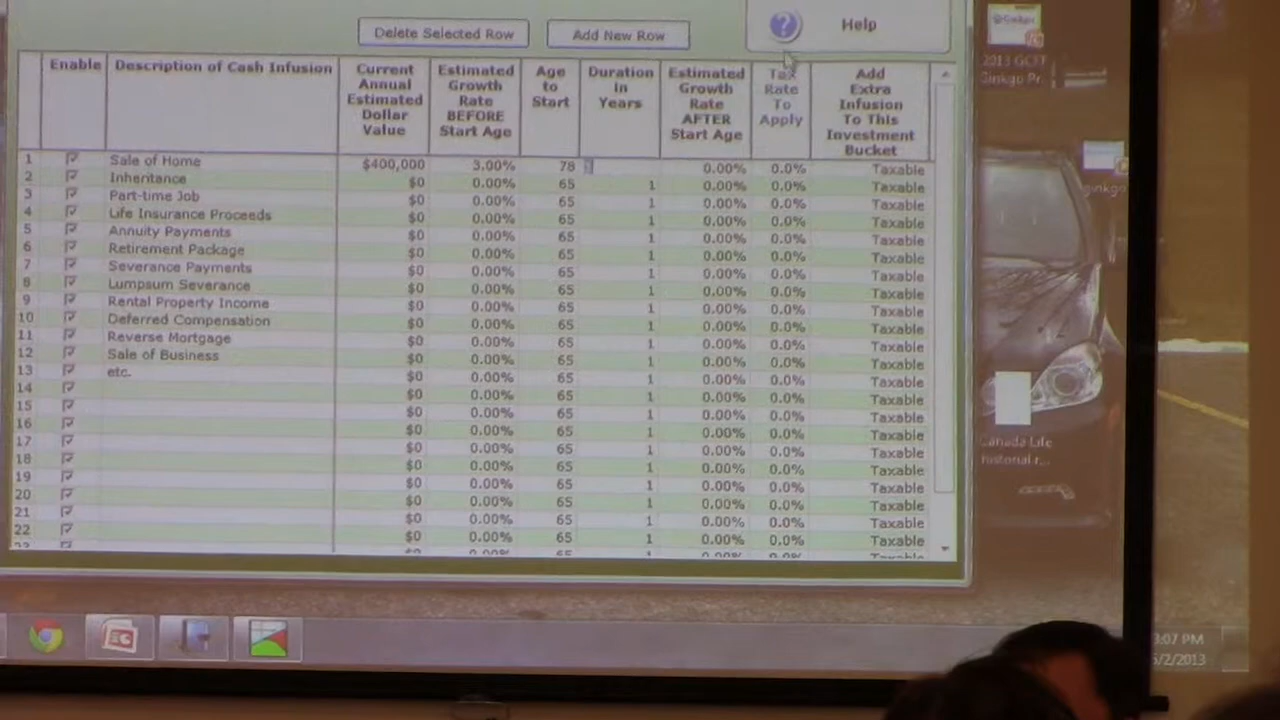 Delete Selected Row Add New Row Help
Enable Description of Cash Infusion Current Annual Estimated Dollar Value Estimated Growth Rate BEFORE Start Age Age to Start Duration in Years Estimated Growth Rate AFTER Start Age Tax Rate To Apply Add Extra Infusion To This Investment Bucket
1 Sale of Home $400,000 3.00% 78 0.00% 0.0% Taxable
2 Inheritance $0 0.00% 65 1 0.00% 0.0% Taxable
3 Part-time Job $0 0.00% 65 1 0.00% 0.0% Taxable
4 Life Insurance Proceeds $0 0.00% 65 1 0.00% 0.0% Taxable
5 Annuity Payments $0 0.00% 65 1 0.00% 0.0% Taxable
6 Retirement Package $0 0.00% 65 1 0.00% 0.0% Taxable
7 Severance Payments $0 0.00% 65 1 0.00% 0.0% Taxable
8 Lumpsum Severance $0 0.00% 65 1 0.00% 0.0% Taxable
9 Rental Property Income $0 0.00% 65 1 0.00% 0.0% Taxable
10 Deferred Compensation $0 0.00% 65 1 0.00% 0.0% Taxable
11 Reverse Mortgage $0 0.00% 65 1 0.00% 0.0% Taxable
12 Sale of Business $0 0.00% 65 1 0.00% 0.0% Taxable
13 etc. $0 0.00% 65 1 0.00% 0.0% Taxable
14 $0 0.00% 65 1 0.00% 0.0% Taxable
15 $0 0.00% 65 1 0.00% 0.0% Taxable
16 $0 0.00% 65 1 0.00% 0.0% Taxable
17 $0 0.00% 65 1 0.00% 0.0% Taxable
18 $0 0.00% 65 1 0.00% 0.0% Taxable
19 $0 0.00% 65 1 0.00% 0.0% Taxable
20 $0 0.00% 65 1 0.00% 0.0% Taxable
21 $0 0.00% 65 1 0.00% 0.0% Taxable
22 $0 0.00% 65 1 0.00% 0.0% Taxable
2013 GCFF
Ginkgo Pr...
ginkgo
Canada Life
historial r...
3:07 PM
5/2/2013